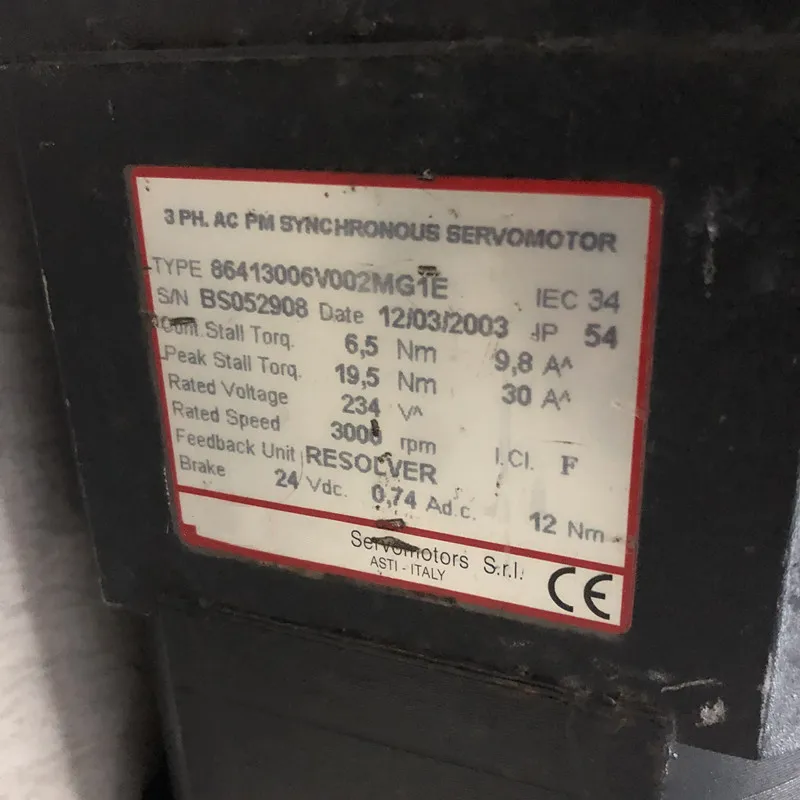 3 PH. AC PM SYNCHRONOUS SERVOMOTOR
TYPE 86413006V002MG1E IEC 34
S/N BS052908 Date 12/03/2003 IP 54
Cont.Stall Torq. 6,5 Nm 9,8 A^
Peak Stall Torq. 19,5 Nm 30 A^
Rated Voltage 234 V^
Rated Speed 3000 rpm I.Cl. F
Feedback Unit RESOLVER
Brake 24 Vdc. 0,74 Ad.c. 12 Nm
Servomotors S.r.l.
ASTI - ITALY
CE